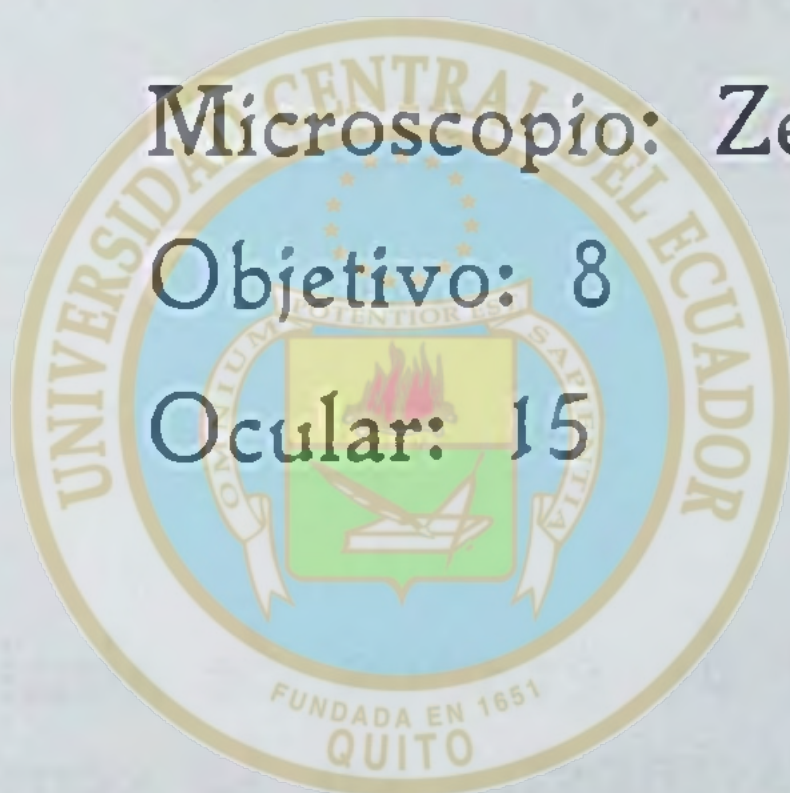 Microscopio: Ze
Objetivo: 8
Ocular: 15
UNIVERSIDAD CENTRAL DEL ECUADOR
OMNIUM POTENTIOR EST SAPIENTIA
FUNDADA EN 1651
QUITO